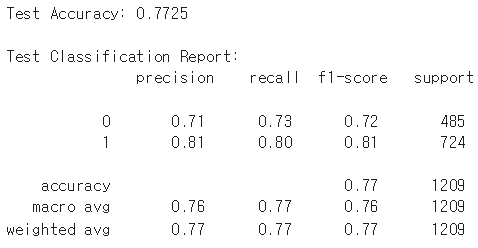 Test Accuracy: 0.7725
Test Classification Report:
precision recall f1-score support
0 0.71 0.73 0.72 485
1 0.81 0.80 0.81 724
accuracy 0.77 1209
macro avg 0.76 0.77 0.76 1209
weighted avg 0.77 0.77 0.77 1209